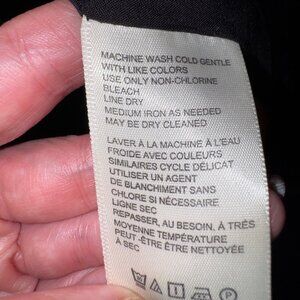 MACHINE WASH COLD GENTLE
WITH LIKE COLORS
USE ONLY NON-CHLORINE
BLEACH
LINE DRY
MEDIUM IRON AS NEEDED
MAY BE DRY CLEANED
LAVER À LA MACHINE À L'EAU
FROIDE AVEC COULEURS
SIMILAIRES CYCLE DÉLICAT
UTILISER UN AGENT
DE BLANCHIMENT SANS
CHLORE SI NÉCESSAIRE
LIGNE SEC
REPASSER, AU BESOIN, À TRÈS
MOYENNE TEMPÉRATURE
PEUT -ÊTRE ÊTRE NETTOYÉE
À SEC